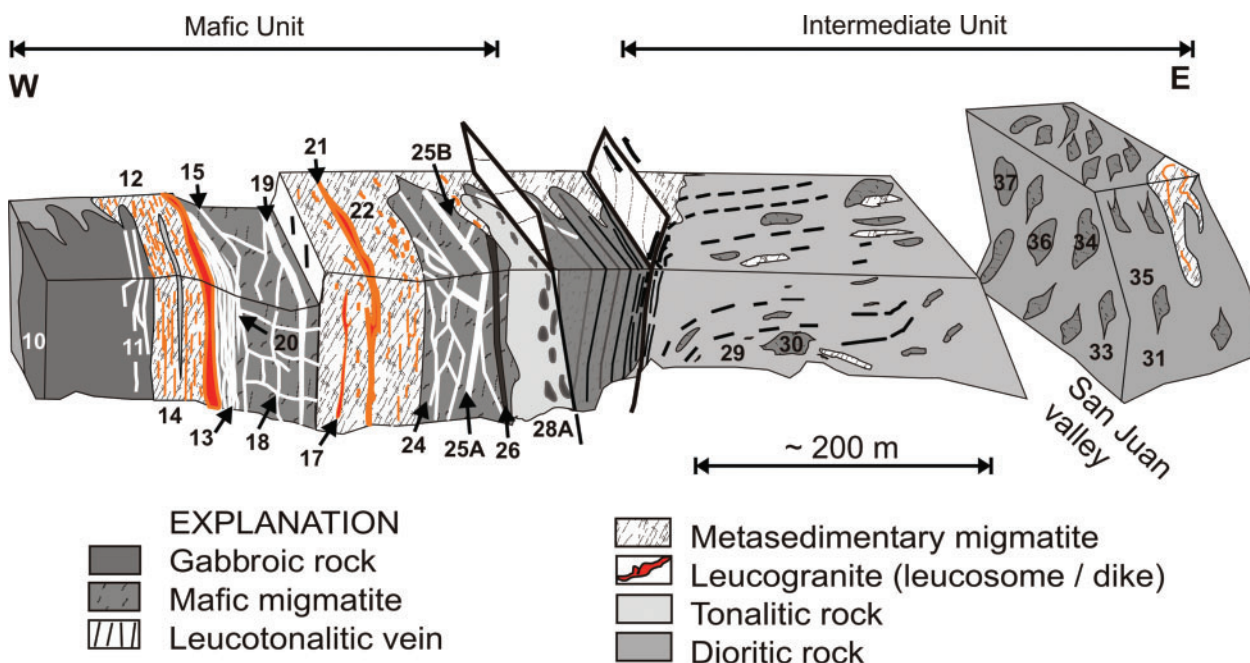 Mafic Unit
Intermediate Unit
W
E
21
25B
12
15
19
22
37
36
34
35
10
11
20
29
30
33
31
14
13
18
17
24
25A
26
28A
~ 200 m
San Juan
valley
EXPLANATION
Gabbroic rock
Mafic migmatite
Leucotonalitic vein
Metasedimentary migmatite
Leucogranite (leucosome / dike)
Tonalitic rock
Dioritic rock